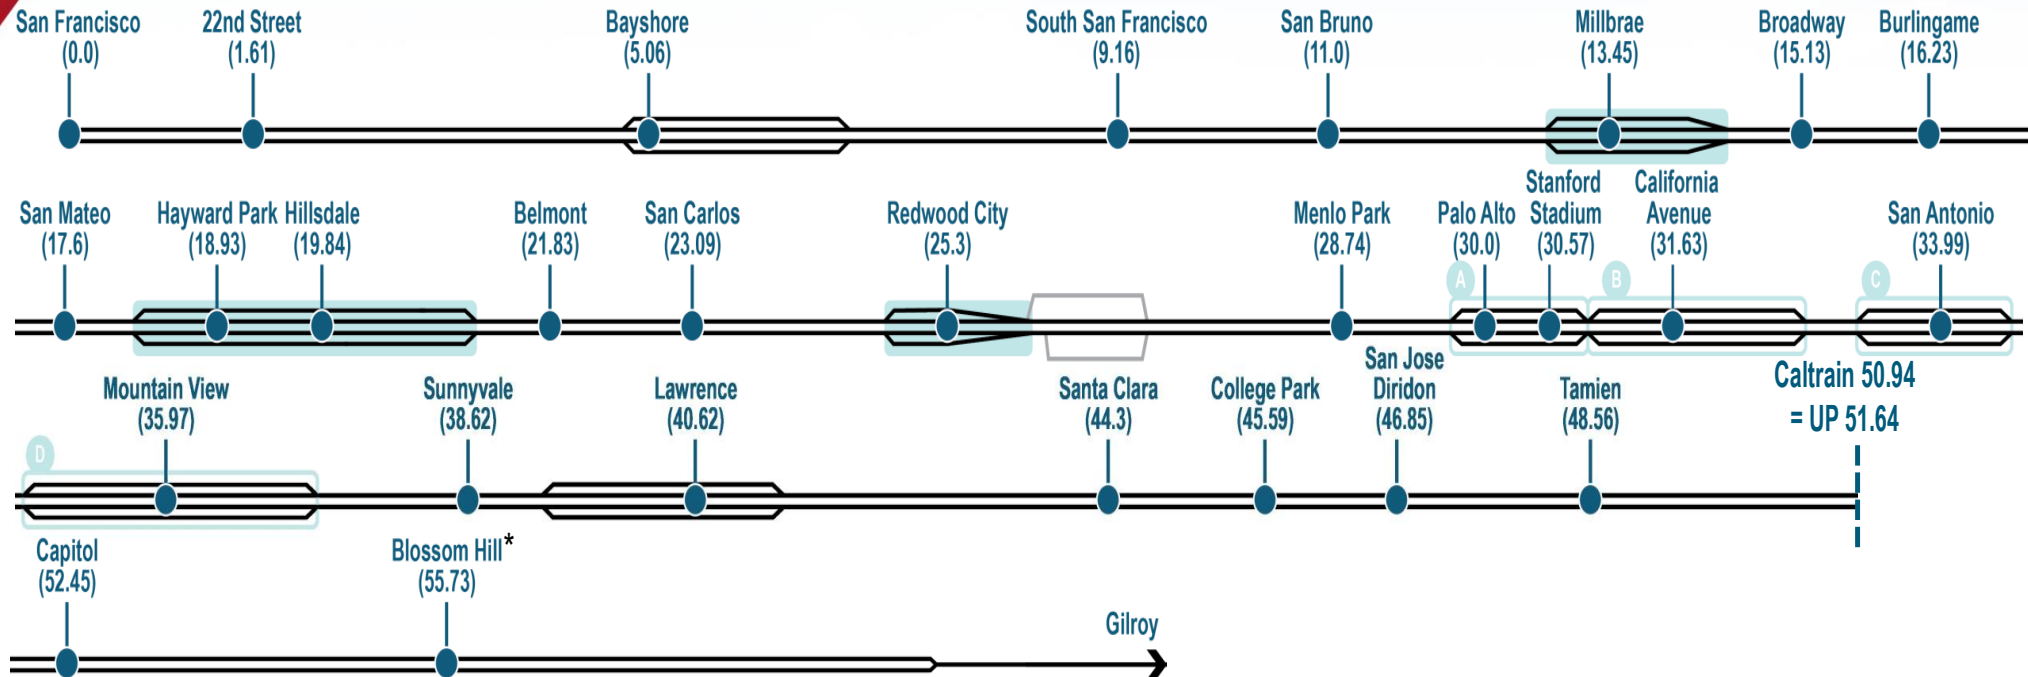 San Francisco
(0.0)
22nd Street
(1.61)
Bayshore
(5.06)
South San Francisco
(9.16)
San Bruno
(11.0)
Millbrae
(13.45)
Broadway
(15.13)
Burlingame
(16.23)
San Mateo
(17.6)
Hayward Park
(18.93)
Hillsdale
(19.84)
Belmont
(21.83)
San Carlos
(23.09)
Redwood City
(25.3)
Menlo Park
(28.74)
Palo Alto
(30.0)
Stanford
Stadium
(30.57)
California
Avenue
(31.63)
San Antonio
(33.99)
A
B
C
Mountain View
(35.97)
Sunnyvale
(38.62)
Lawrence
(40.62)
Santa Clara
(44.3)
College Park
(45.59)
San Jose
Diridon
(46.85)
Tamien
(48.56)
Caltrain 50.94
= UP 51.64
D
Capitol
(52.45)
Blossom Hill*
(55.73)
Gilroy